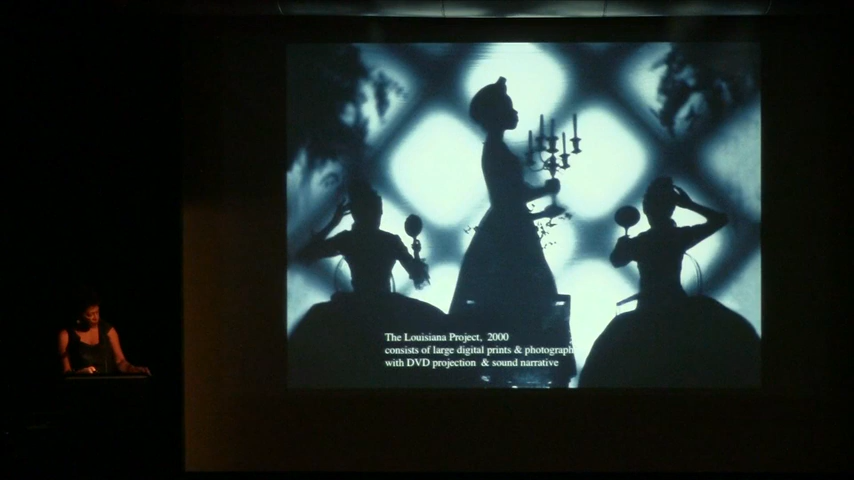 The Louisiana Project, 2000
consists of large digital prints & photograph
with DVD projection & sound narrative